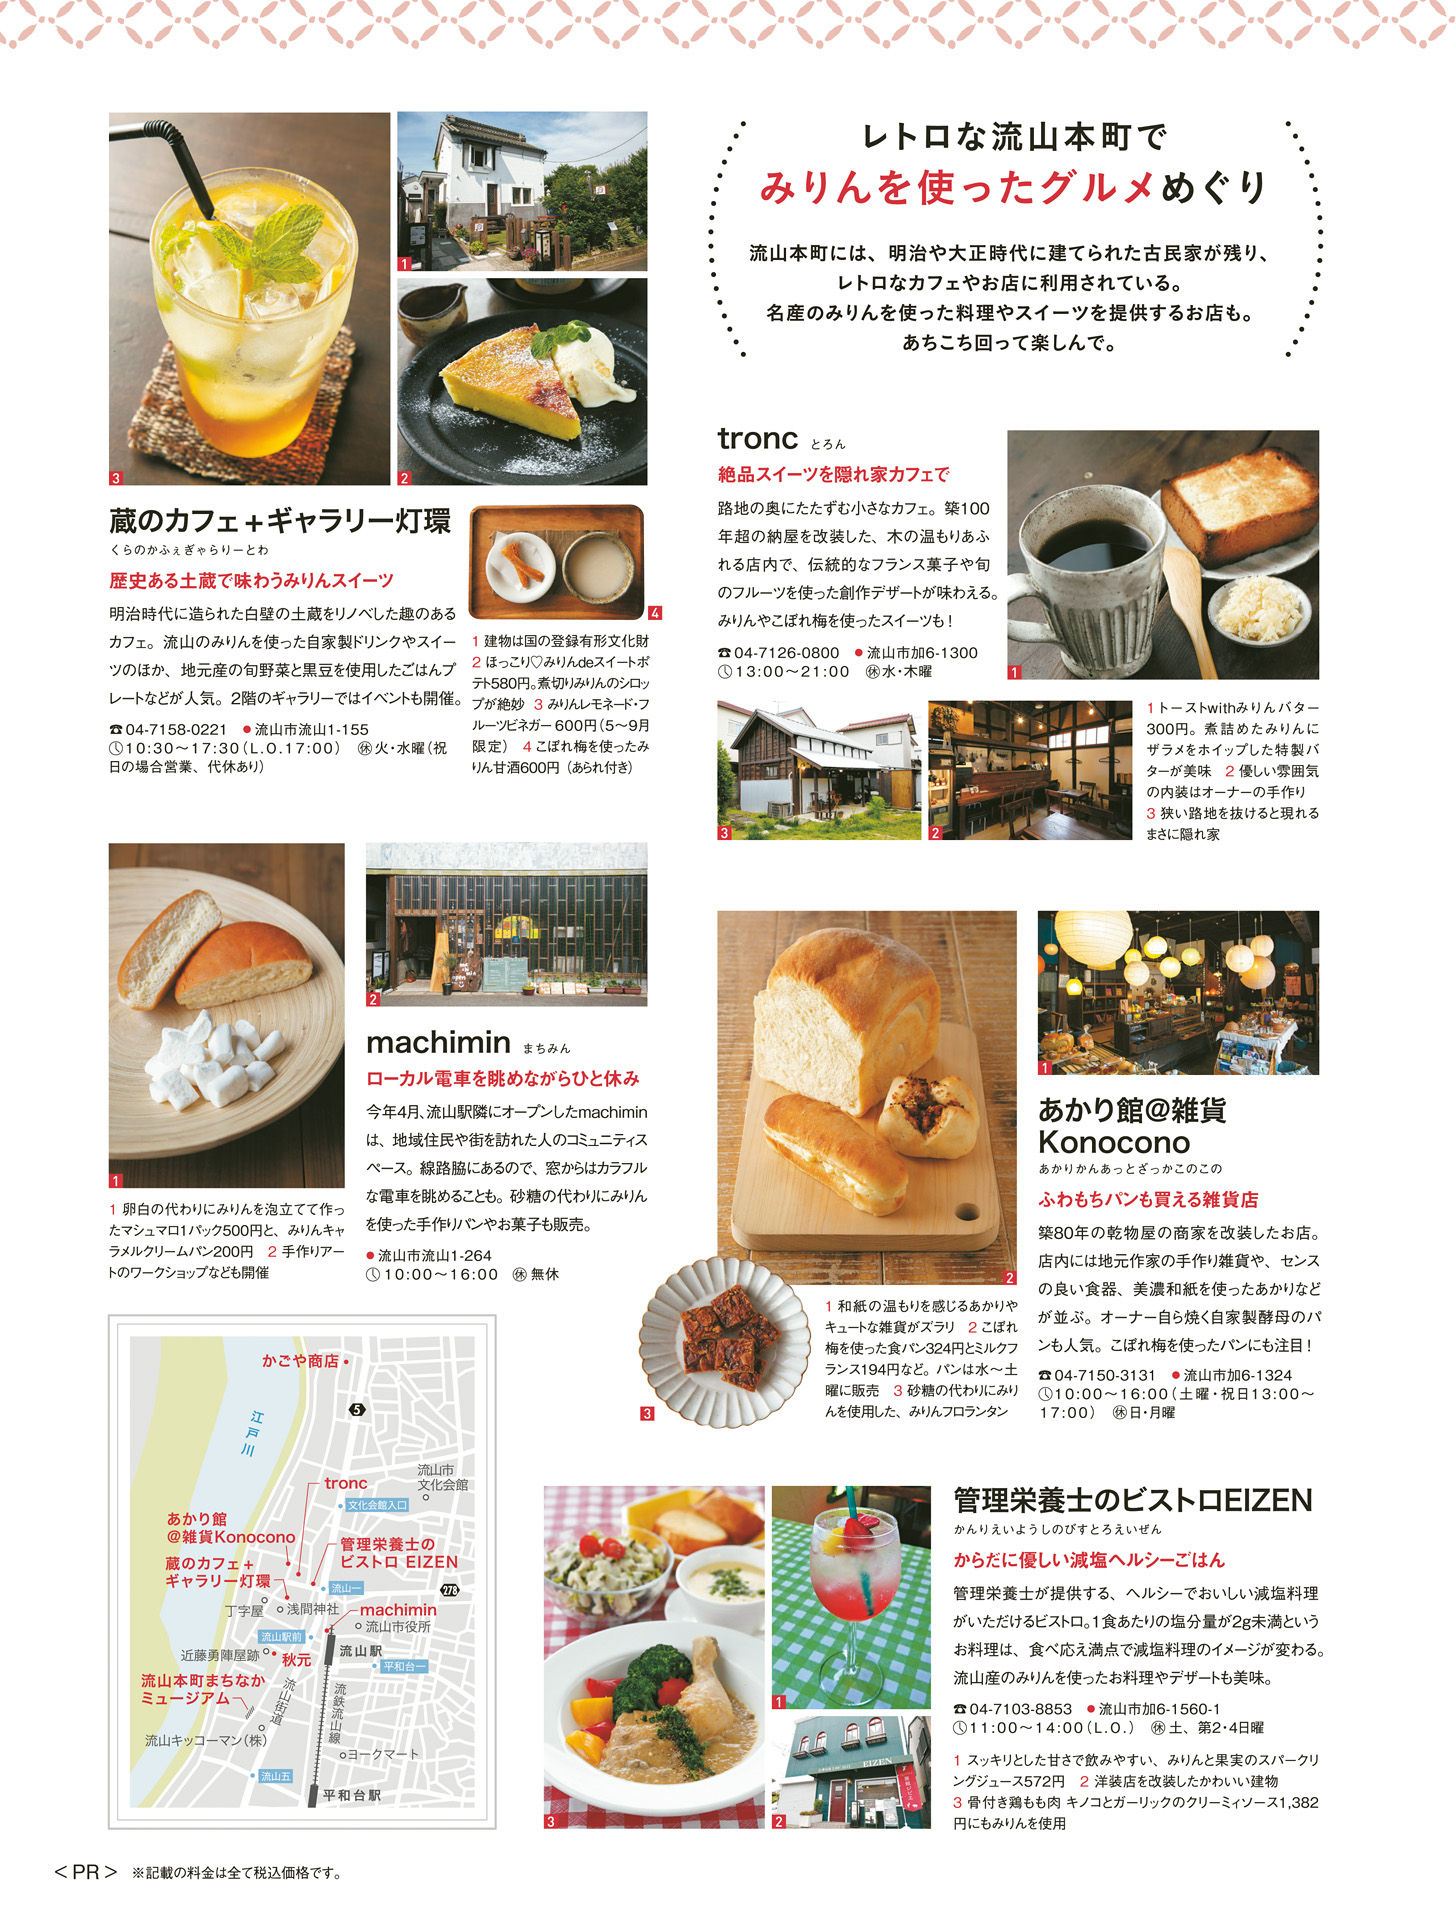 レトロな流山本町で
みりんを使ったグルメめぐり
流山本町には、明治や大正時代に建てられた古民家が残り、
レトロなカフェやお店に利用されている。
名産のみりんを使った料理やスイーツを提供するお店も。
あちこち回って楽しんで。
1
2
3
蔵のカフェ+ギャラリー灯環
くらのかふぇぎゃらりーとわ
歴史ある土蔵で味わうみりんスイーツ
明治時代に造られた白壁の土蔵をリノベした趣のある
カフェ。流山のみりんを使った自家製ドリンクやスイー
ツのほか、地元産の旬野菜と黒豆を使用したごはんプ
レートなどが人気。2階のギャラリーではイベントも開催。
☎04-7158-0221 ●流山市流山1-155
10:30〜17:30(L.O.17:00) 休火・水曜(祝
日の場合営業、代休あり)
4
1 建物は国の登録有形文化財
2 ほっこり♡みりんdeスイートポ
テト580円。煮切りみりんのシロッ
プが絶妙 3 みりんレモネード・フ
ルーツビネガー600円(5〜9月
限定) 4 こぼれ梅を使ったみ
りん甘酒600円(あられ付き)
tronc とろん
絶品スイーツを隠れ家カフェで
路地の奥にたたずむ小さなカフェ。築100
年超の納屋を改装した、木の温もりあふ
れる店内で、伝統的なフランス菓子や旬
のフルーツを使った創作デザートが味わえる。
みりんやこぼれ梅を使ったスイーツも!
☎04-7126-0800 ●流山市加6-1300
13:00〜21:00 休水・木曜
1
3
2
1トーストwithみりんバター
300円。煮詰めたみりんに
ザラメをホイップした特製バ
ターが美味 2 優しい雰囲気
の内装はオーナーの手作り
3 狭い路地を抜けると現れる
まさに隠れ家
1
2
machimin まちみん
ローカル電車を眺めながらひと休み
今年4月、流山駅隣にオープンしたmachimin
は、地域住民や街を訪れた人のコミュニティス
ペース。線路脇にあるので、窓からはカラフル
な電車を眺めることも。砂糖の代わりにみりん
を使った手作りパンやお菓子も販売。
●流山市流山1-264
10:00〜16:00 休無休
1 卵白の代わりにみりんを泡立てて作っ
たマシュマロ1パック500円と、みりんキャ
ラメルクリームパン200円 2 手作りアー
トのワークショップなども開催
2
1
3
あかり館@雑貨
Konocono
あかりかんあっとざっかこのこの
ふわもちパンも買える雑貨店
築80年の乾物屋の商家を改装したお店。
店内には地元作家の手作り雑貨や、センス
の良い食器、美濃和紙を使ったあかりなど
が並ぶ。オーナー自ら焼く自家製酵母のパ
ンも人気。こぼれ梅を使ったパンにも注目!
☎04-7150-3131 ●流山市加6-1324
10:00〜16:00(土曜・祝日13:00〜
17:00) 休日・月曜
1 和紙の温もりを感じるあかりや
キュートな雑貨がズラリ 2 こぼれ
梅を使った食パン324円とミルクフ
ランス194円など。パンは水〜土
曜に販売 3 砂糖の代わりにみり
んを使用した、みりんフロランタン
かごや商店
5
江戸川
tronc
流山市
文化会館
文化会館入口
あかり館
@雑貨Konocono
管理栄養士の
ビストロ EIZEN
蔵のカフェ+
ギャラリー灯環
流山一
278
丁字屋
浅間神社
machimin
流山市役所
流山駅前
流山駅
近藤勇陣屋跡
秋元
平和台一
流山本町まちなか
ミュージアム
流山街道
流鉄流山線
流山キッコーマン(株)
ヨークマート
流山五
平和台駅
3
1
2
EIZEN
管理栄養士のビストロEIZEN
かんりえいようしのびすとろえいぜん
からだに優しい減塩ヘルシーごはん
管理栄養士が提供する、ヘルシーでおいしい減塩料理
がいただけるビストロ。1食あたりの塩分量が2g未満という
お料理は、食べ応え満点で減塩料理のイメージが変わる。
流山産のみりんを使ったお料理やデザートも美味。
☎04-7103-8853 ●流山市加6-1560-1
11:00〜14:00(L.O.) 休土、第2・4日曜
1 スッキリとした甘さで飲みやすい、みりんと果実のスパークリ
ングジュース572円 2 洋装店を改装したかわいい建物
3 骨付き鶏もも肉 キノコとガーリックのクリーミィソース1,382
円にもみりんを使用
<PR> ※記載の料金は全て税込価格です。